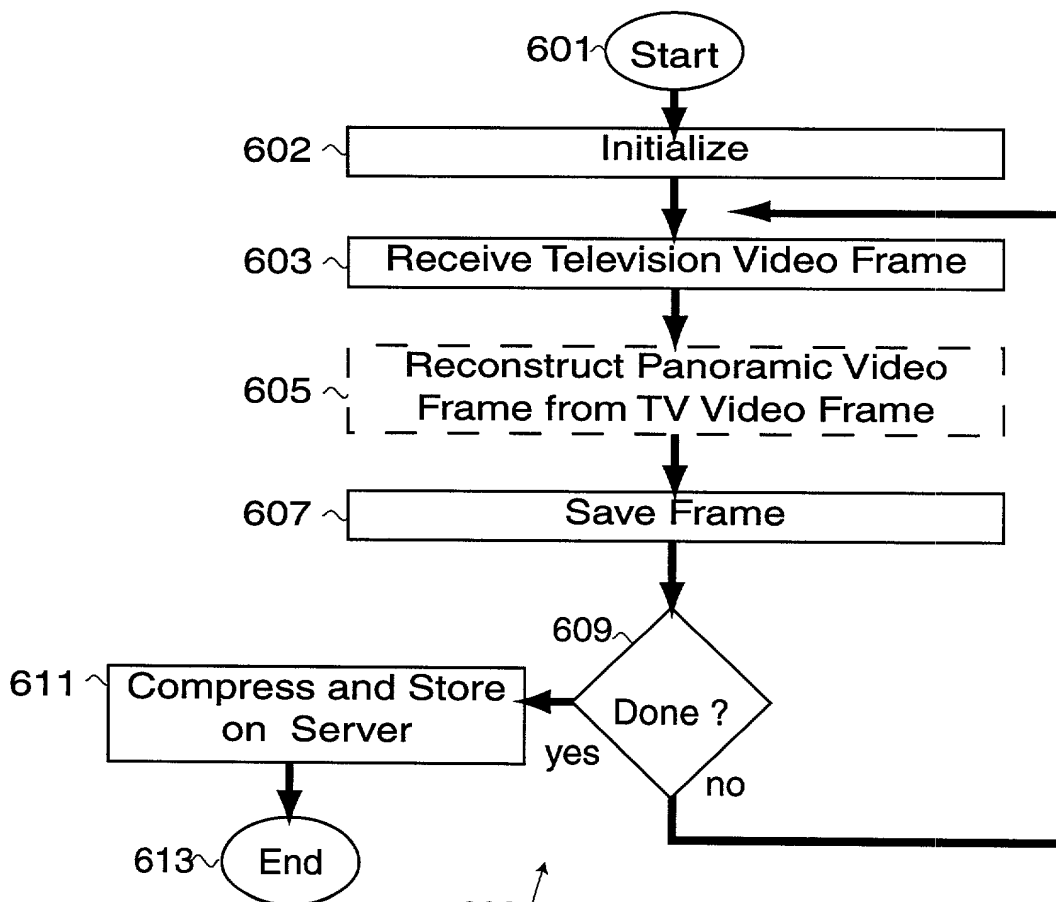 601 Start
602 Initialize
603 Receive Television Video Frame
605 Reconstruct Panoramic Video
Frame from TV Video Frame
607 Save Frame
609
Done ?
611 Compress and Store
on Server
yes
no
613 End